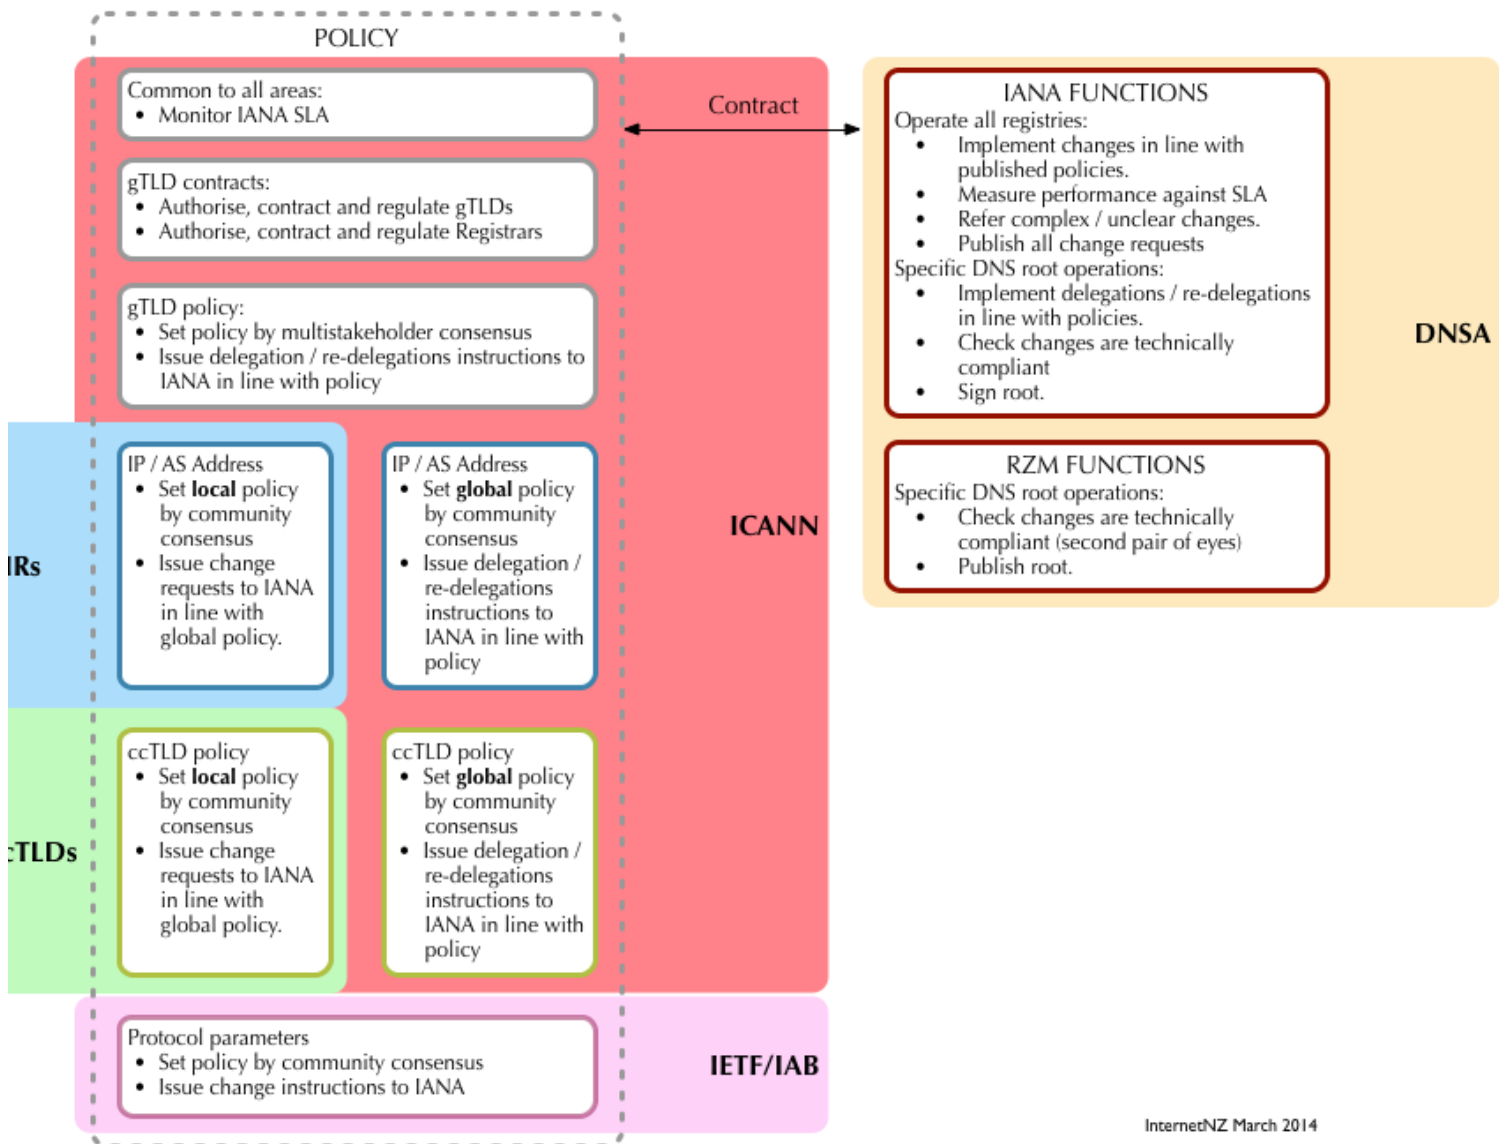 POLICY
Common to all areas:
• Monitor IANA SLA
gTLD contracts:
• Authorise, contract and regulate gTLDs
• Authorise, contract and regulate Registrars
gTLD policy:
• Set policy by multistakeholder consensus
• Issue delegation / re-delegations instructions to
IANA in line with policy
IP / AS Address
• Set local policy
by community
consensus
• Issue change
requests to IANA
in line with
global policy.
IP / AS Address
• Set global policy
by community
consensus
• Issue delegation /
re-delegations
instructions to
IANA in line with
policy
IRs
ICANN
ccTLD policy
• Set local policy
by community
consensus
• Issue change
requests to IANA
in line with
global policy.
ccTLD policy
• Set global policy
by community
consensus
• Issue delegation /
re-delegations
instructions to
IANA in line with
policy
cTLDs
Protocol parameters
• Set policy by community consensus
• Issue change instructions to IANA
IETF/IAB
Contract
IANA FUNCTIONS
Operate all registries:
• Implement changes in line with
published policies.
• Measure performance against SLA
• Refer complex / unclear changes.
• Publish all change requests
Specific DNS root operations:
• Implement delegations / re-delegations
in line with policies.
• Check changes are technically
compliant
• Sign root.
DNSA
RZM FUNCTIONS
Specific DNS root operations:
• Check changes are technically
compliant (second pair of eyes)
• Publish root.
InternetNZ March 2014